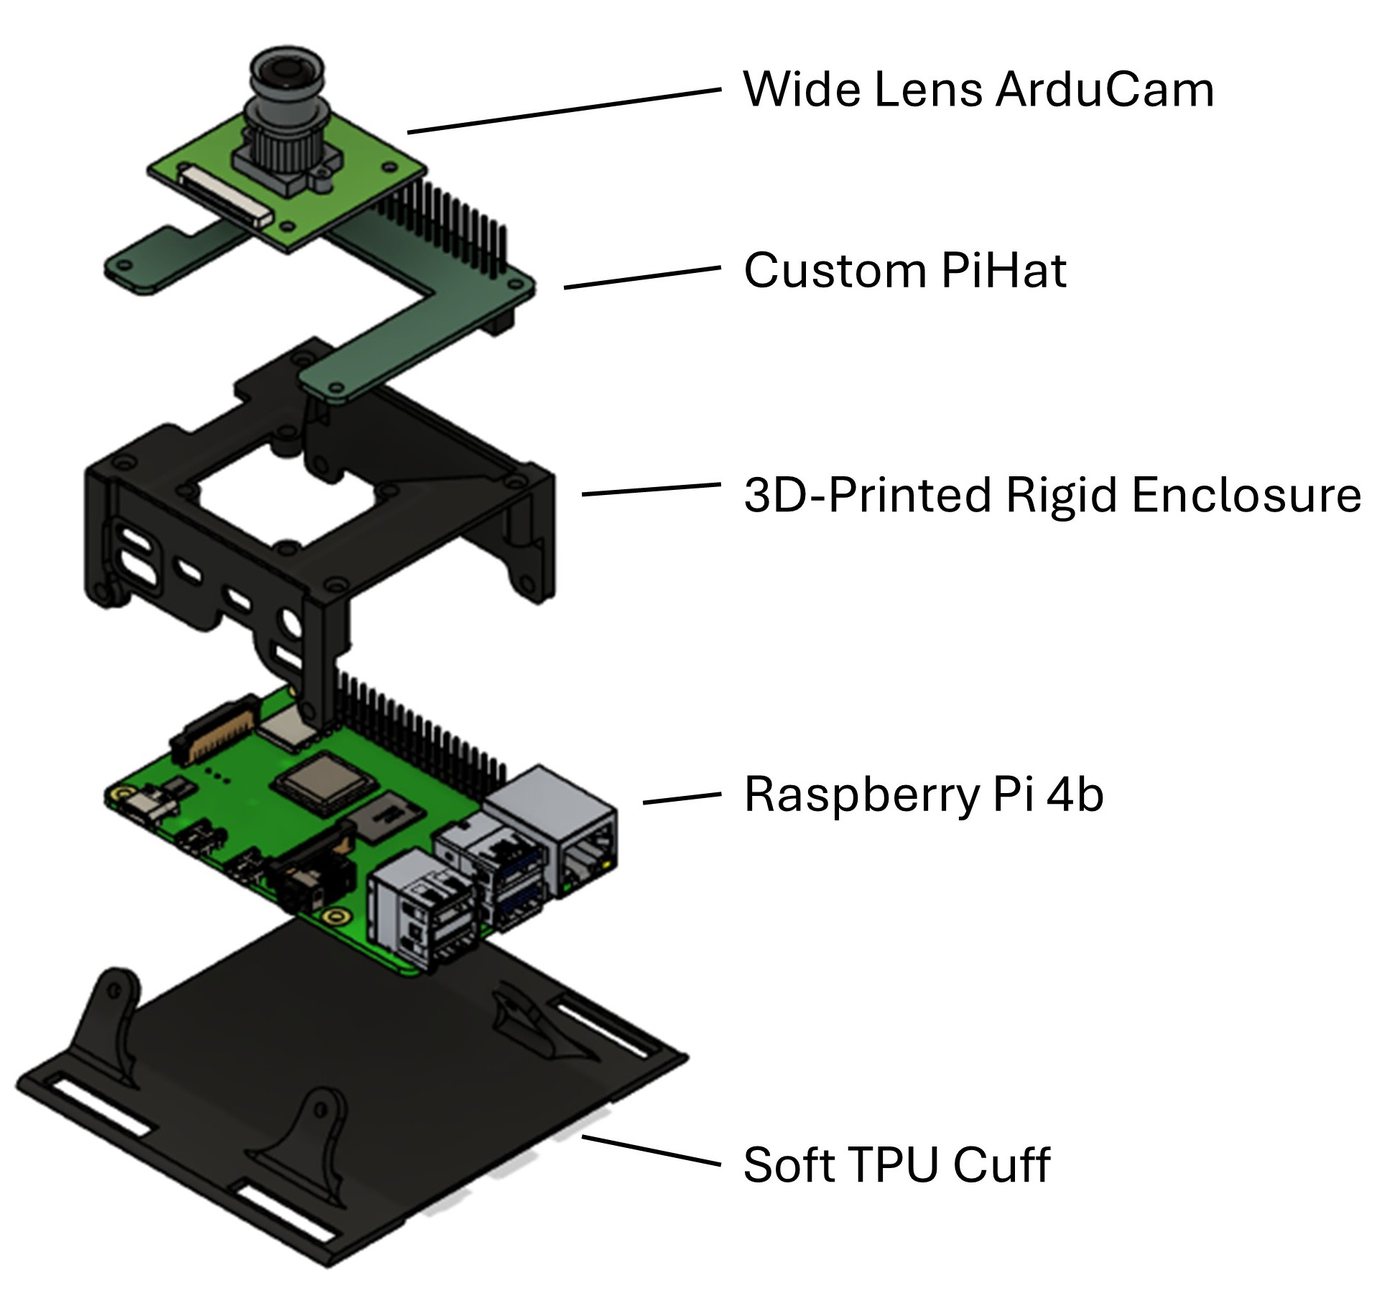 Wide Lens ArduCam
Custom PiHat
3D-Printed Rigid Enclosure
Raspberry Pi 4b
Soft TPU Cuff